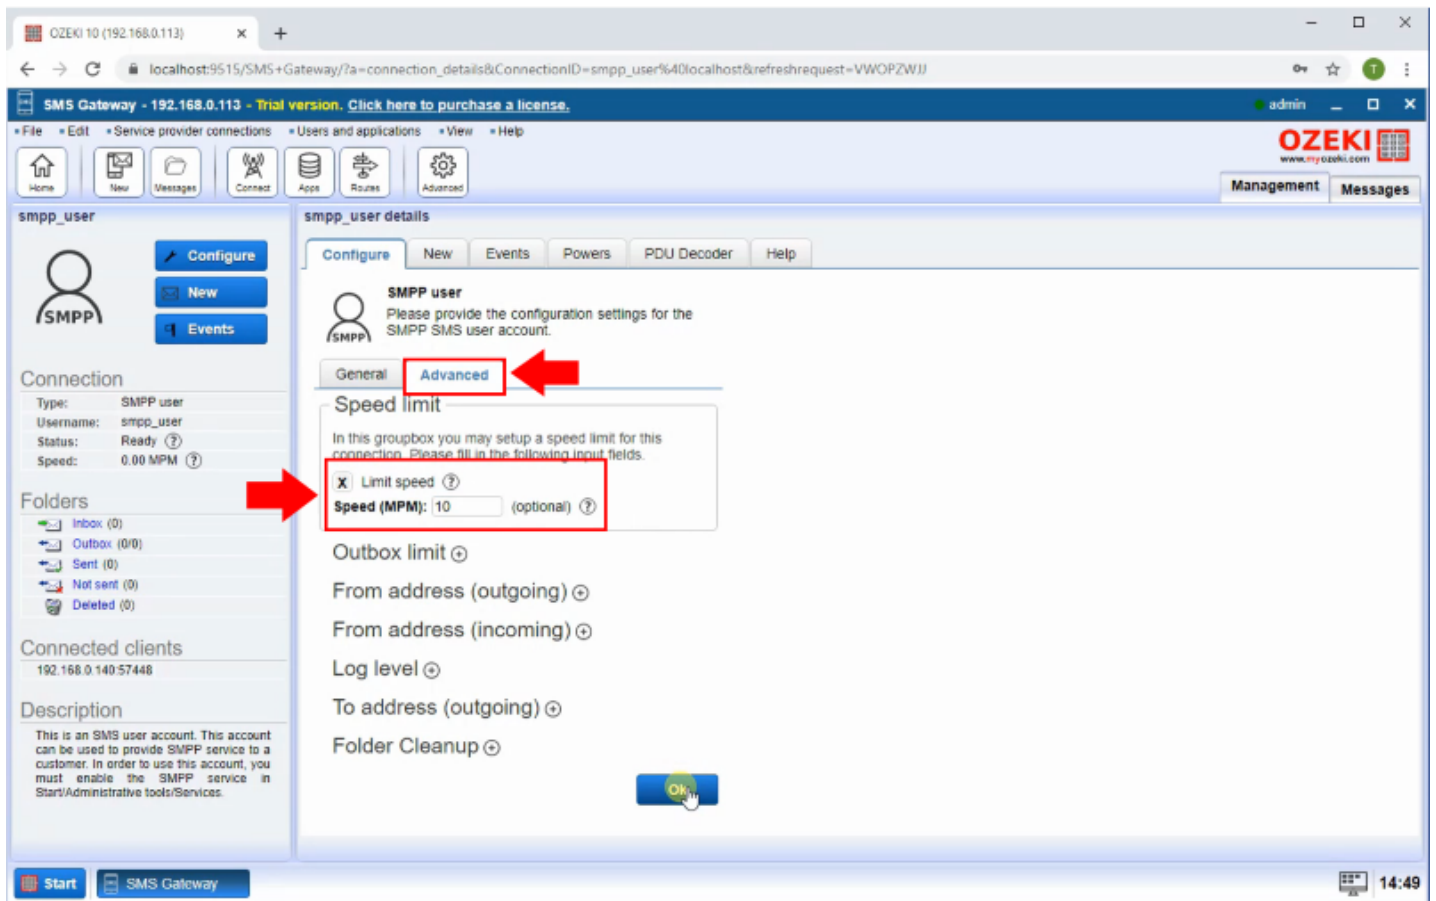 OZEKI 10 (192.168.0.113)
localhost:9515/SMS+Gateway/?a=connection_details&ConnectionID=smpp_user%40localhost&refreshrequest=VWOPZWJJ
T
SMS Gateway - 192.168.0.113 - Trial version. Click here to purchase a license.
admin
File Edit Service provider connections Users and applications View Help
OZEKI
www.myozeki.com
Home New Messages Connect Apps Routes Advanced
Management Messages
smpp_user
SMPP
Configure
New
Events
Connection
Type: SMPP user
Username: smpp_user
Status: Ready ?
Speed: 0.00 MPM ?
Folders
Inbox (0)
Outbox (0/0)
Sent (0)
Not sent (0)
Deleted (0)
Connected clients
192.168.0.140:57448
Description
This is an SMS user account. This account
can be used to provide SMPP service to a
customer. In order to use this account, you
must enable the SMPP service in
Start/Administrative tools/Services.
smpp_user details
Configure New Events Powers PDU Decoder Help
SMPP
SMPP user
Please provide the configuration settings for the
SMPP SMS user account.
General Advanced
Speed limit
In this groupbox you may setup a speed limit for this
connection. Please fill in the following input fields.
X Limit speed ?
Speed (MPM): 10 (optional) ?
Outbox limit
From address (outgoing)
From address (incoming)
Log level
To address (outgoing)
Folder Cleanup
Ok
Start SMS Gateway 14:49